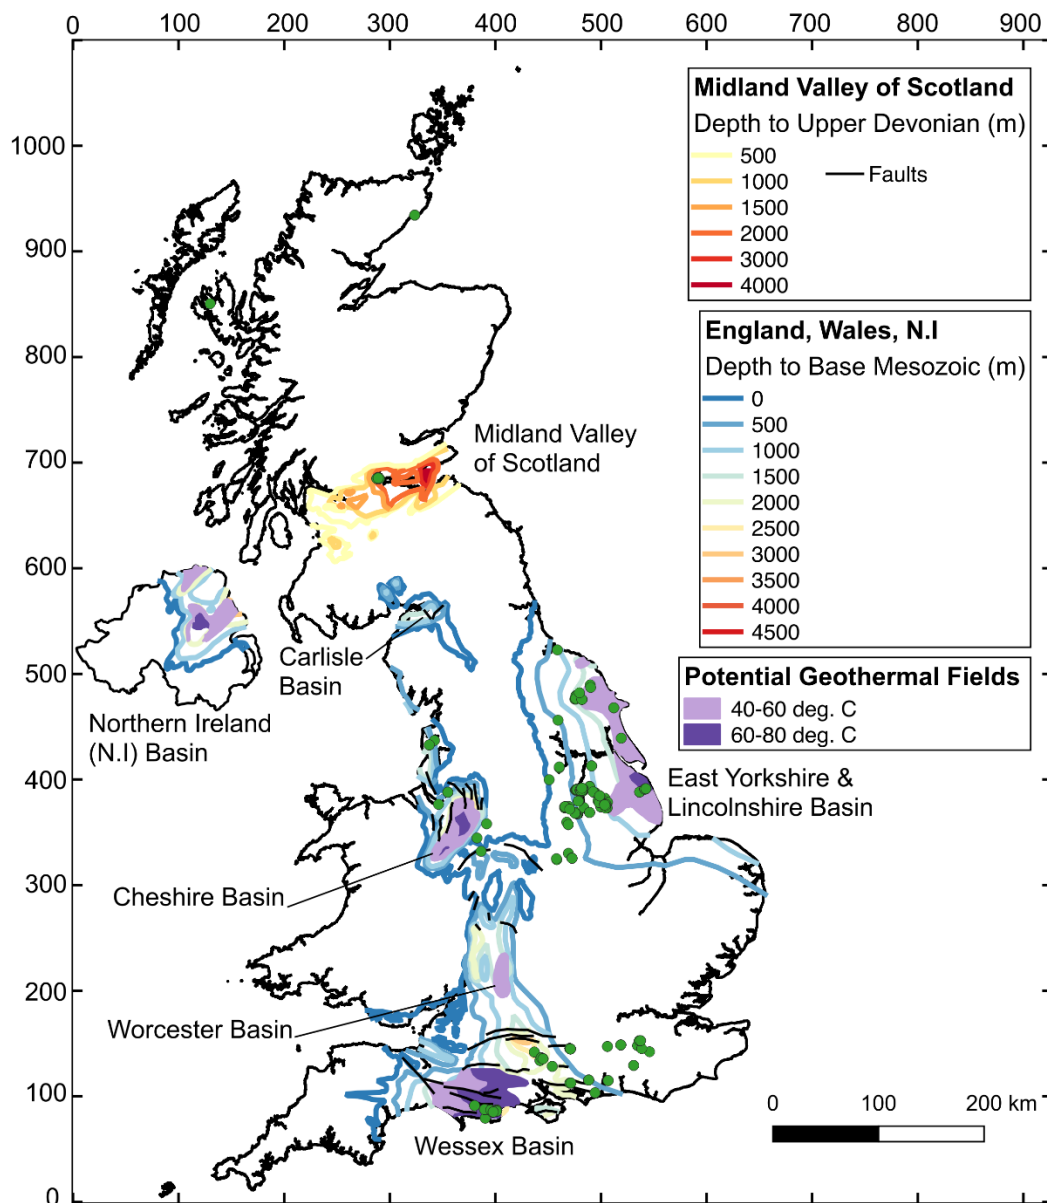 0 100 200 300 400 500 600 700 800 900
1000
900
800
700
600
500
400
300
200
100
0
Midland Valley of Scotland
Depth to Upper Devonian (m)
500
1000
1500
2000
3000
4000
Faults
England, Wales, N.I
Depth to Base Mesozoic (m)
0
500
1000
1500
2000
2500
3000
3500
4000
4500
Potential Geothermal Fields
40-60 deg. C
60-80 deg. C
Midland Valley
of Scotland
Carlisle
Basin
Northern Ireland
(N.I) Basin
East Yorkshire &
Lincolnshire Basin
Cheshire Basin
Worcester Basin
Wessex Basin
0 100 200 km